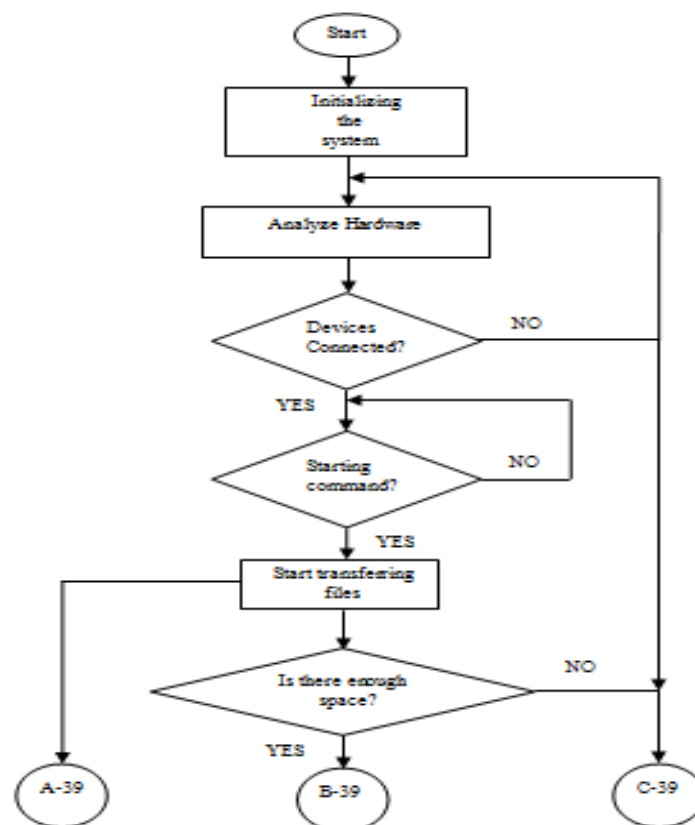 Start
Initializing
the
system
Analyze Hardware
Devices
Connected?
NO
YES
Starting
command?
NO
YES
Start transferring
files
Is there enough
space?
NO
YES
A-39
B-39
C-39